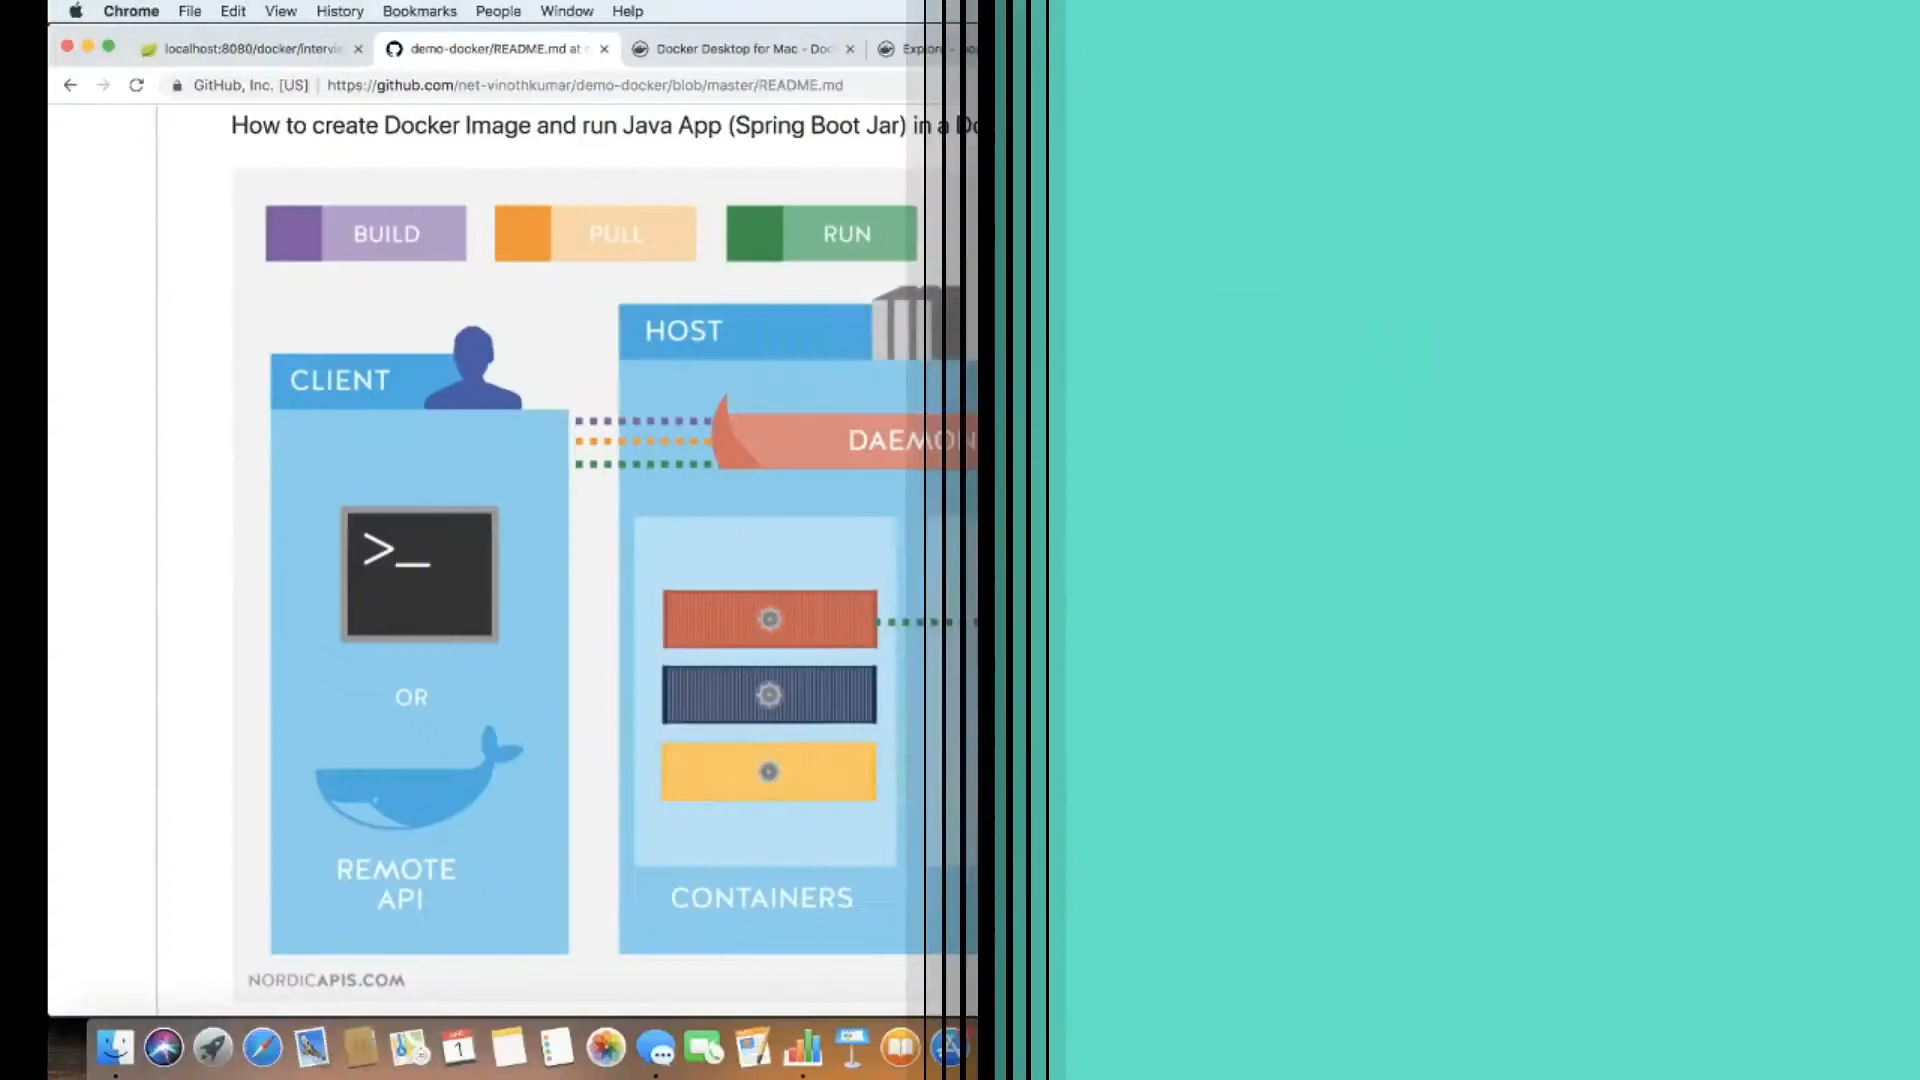 Chrome File Edit View History Bookmarks People Window Help
localhost:8080/docker/intervi
demo-docker/README.md at
Docker Desktop for Mac - Doc
GitHub, Inc. [US] | https://github.com/net-vinothkumar/demo-docker/blob/master/README.md
How to create Docker Image and run Java App (Spring Boot Jar) in a Do
BUILD PULL RUN
HOST
CLIENT
DAEMON
>_
OR
REMOTE
API
CONTAINERS
NORDICAPIS.COM
1